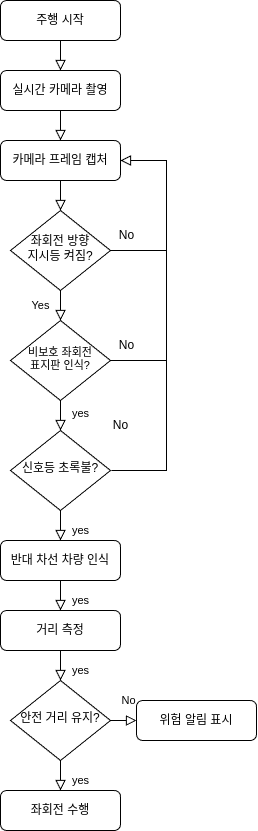 주행 시작
실시간 카메라 촬영
카메라 프레임 캡처
좌회전 방향
지시등 켜짐?
No
Yes
비보호 좌회전
표지판 인식?
No
yes
신호등 초록불?
No
yes
반대 차선 차량 인식
yes
거리 측정
yes
안전 거리 유지?
No
위험 알림 표시
yes
좌회전 수행